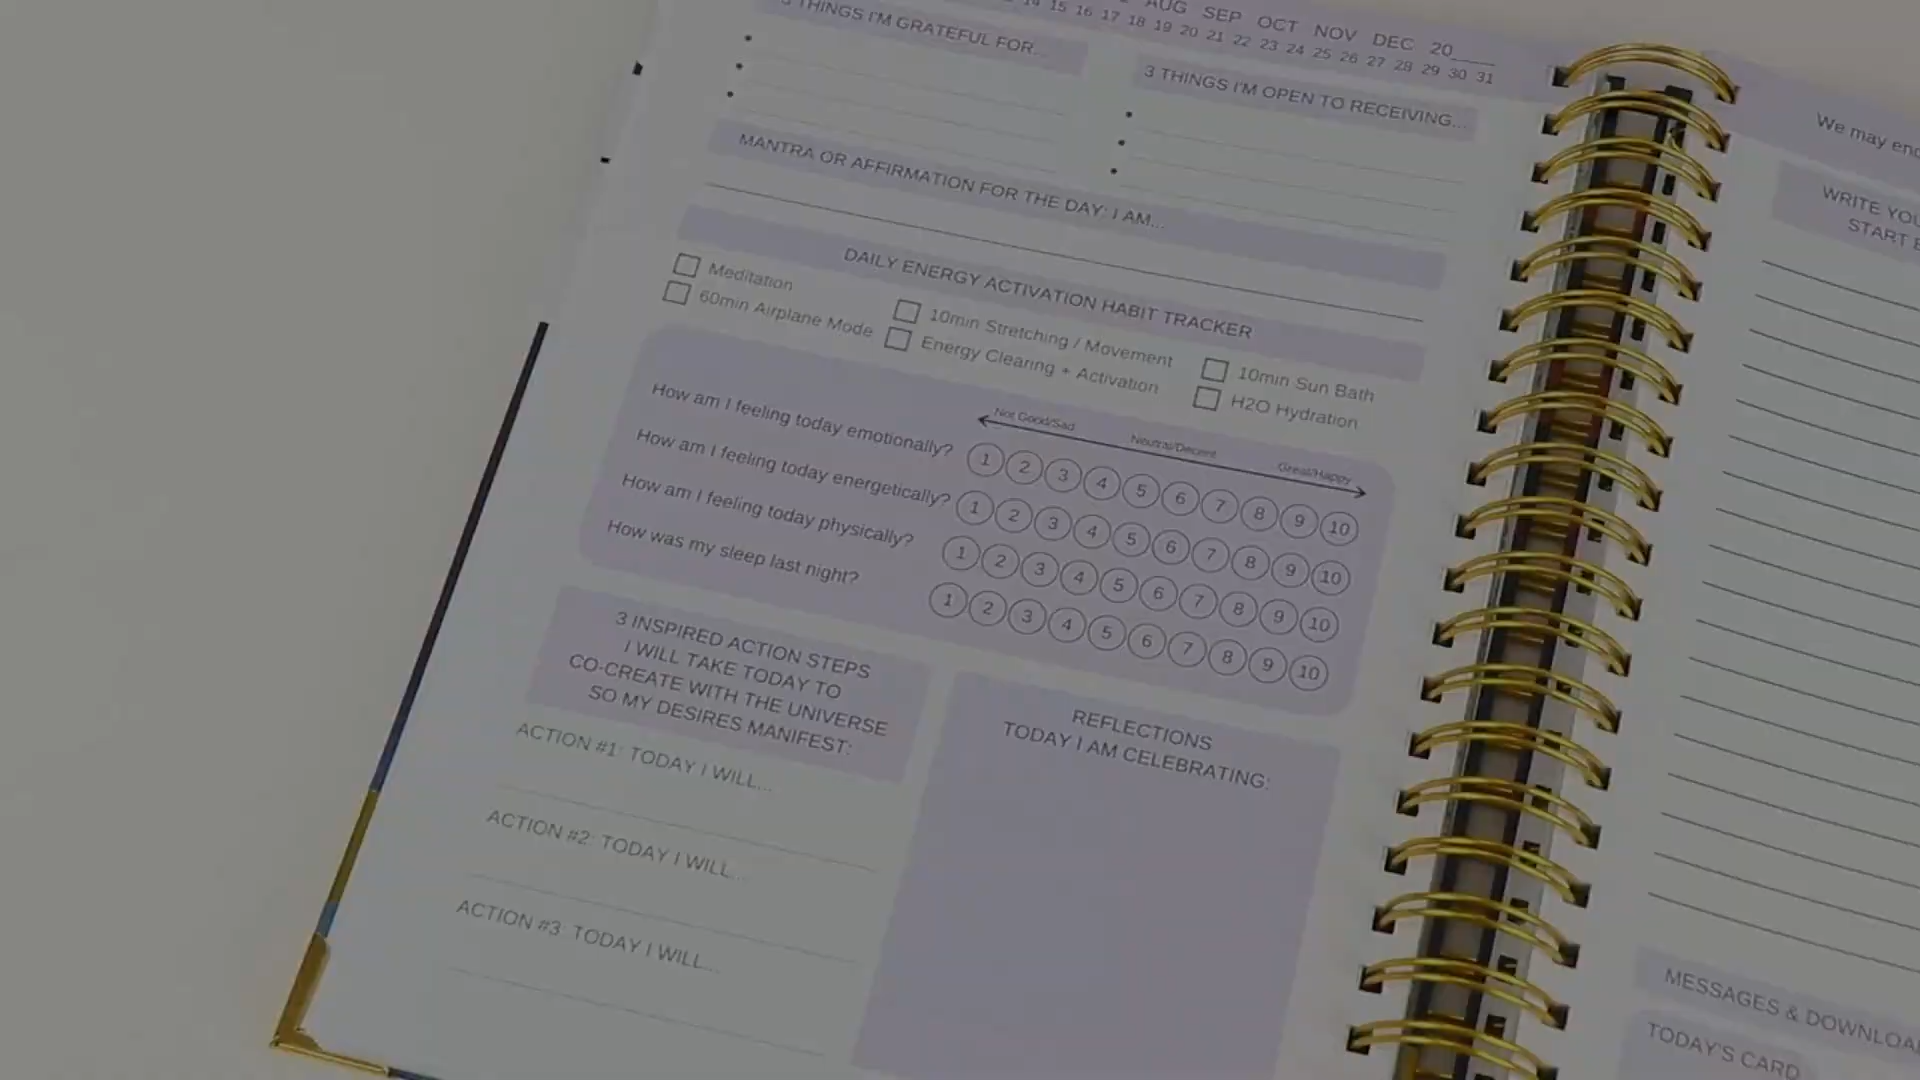 AUG SEP OCT NOV DEC 20____
14 15 16 17 18 19 20 21 22 23 24 25 26 27 28 29 30 31
3 THINGS I'M GRATEFUL FOR...
3 THINGS I'M OPEN TO RECEIVING...
MANTRA OR AFFIRMATION FOR THE DAY: I AM...
DAILY ENERGY ACTIVATION HABIT TRACKER
Meditation
10min Stretching / Movement
10min Sun Bath
60min Airplane Mode
Energy Clearing + Activation
H2O Hydration
Not Good/Sad Neutral/Decent Great/Happy
How am I feeling today emotionally? 1 2 3 4 5 6 7 8 9 10
How am I feeling today energetically? 1 2 3 4 5 6 7 8 9 10
How am I feeling today physically? 1 2 3 4 5 6 7 8 9 10
How was my sleep last night? 1 2 3 4 5 6 7 8 9 10
3 INSPIRED ACTION STEPS
I WILL TAKE TODAY TO
CO-CREATE WITH THE UNIVERSE
SO MY DESIRES MANIFEST:
ACTION #1: TODAY I WILL...
ACTION #2: TODAY I WILL...
ACTION #3: TODAY I WILL...
REFLECTIONS
TODAY I AM CELEBRATING:
We may
WRITE
START
MESSAGES &
TODAY'S CARD